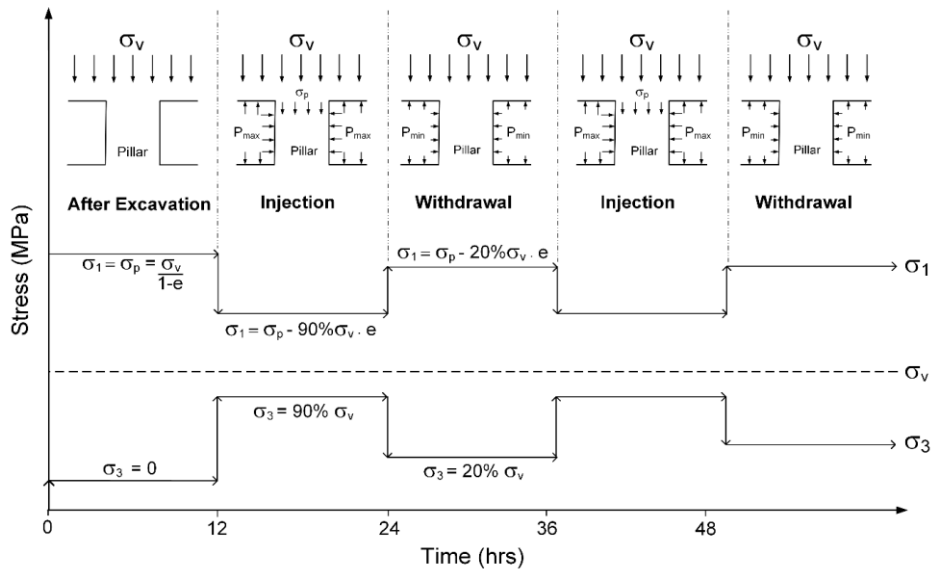 σv σv σv σv σv
σp σp
Pmax Pmax Pmin Pmin Pmax Pmax Pmin Pmin
Pillar Pillar Pillar Pillar Pillar
After Excavation Injection Withdrawal Injection Withdrawal
Stress (MPa)
σ1 = σp = σv
1-e
σ1 = σp - 20%σv . e
σ1
σ1 = σp - 90%σv . e
σv
σ3 = 90% σv
σ3
σ3 = 0
σ3 = 20% σv
0 12 24 36 48
Time (hrs)